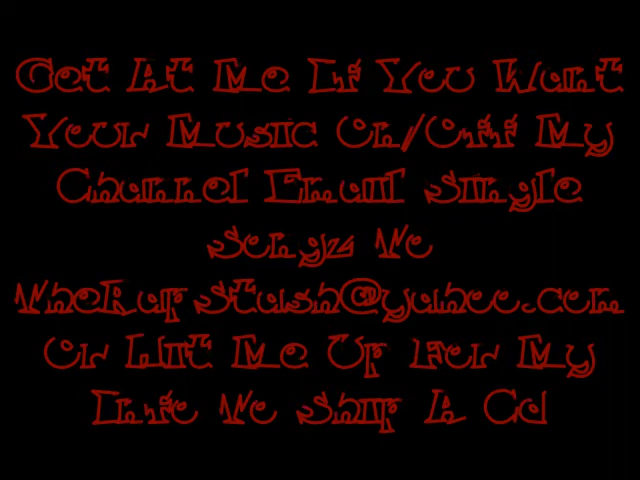 Get At Me If You Want
Your Music On/Off My
Channel Email Single
Songz To
TheRapStash@yahoo.com
Or Hit Me Up For My
Info To Ship A Cd